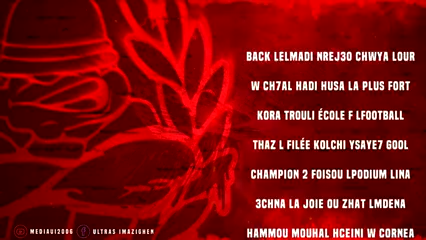 BACK LELMADI NREJ3O CHWYA LOUR
W CH7AL HADI HUSA LA PLUS FORT
KORA TROULI ÉCOLE F LFOOTBALL
THAZ L FILÉE KOLCHI YSAYE7 GOOL
CHAMPION 2 FOISOU LPODIUM LINA
3CHNA LA JOIE OU ZHAT LMDENA
HAMMOU MOUHAL HCEINI W CORNEA
MEDIAUI2006 ULTRAS IMAZIGHEN